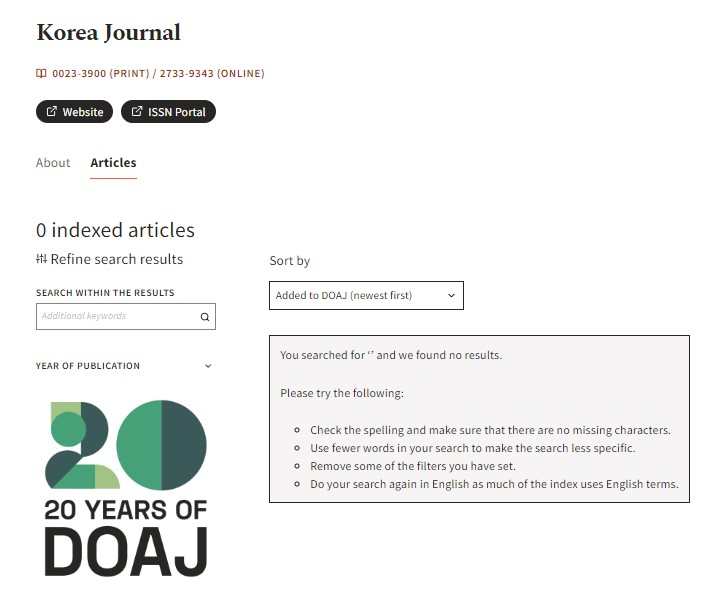 Korea Journal
0023-3900 (PRINT) / 2733-9343 (ONLINE)
Website
ISSN Portal
About
Articles
0 indexed articles
Refine search results
SEARCH WITHIN THE RESULTS
Additional keywords
YEAR OF PUBLICATION
20
20 YEARS OF
DOAJ
Sort by
Added to DOAJ (newest first)
You searched for ‘’ and we found no results.
Please try the following:
Check the spelling and make sure that there are no missing characters.
Use fewer words in your search to make the search less specific.
Remove some of the filters you have set.
Do your search again in English as much of the index uses English terms.